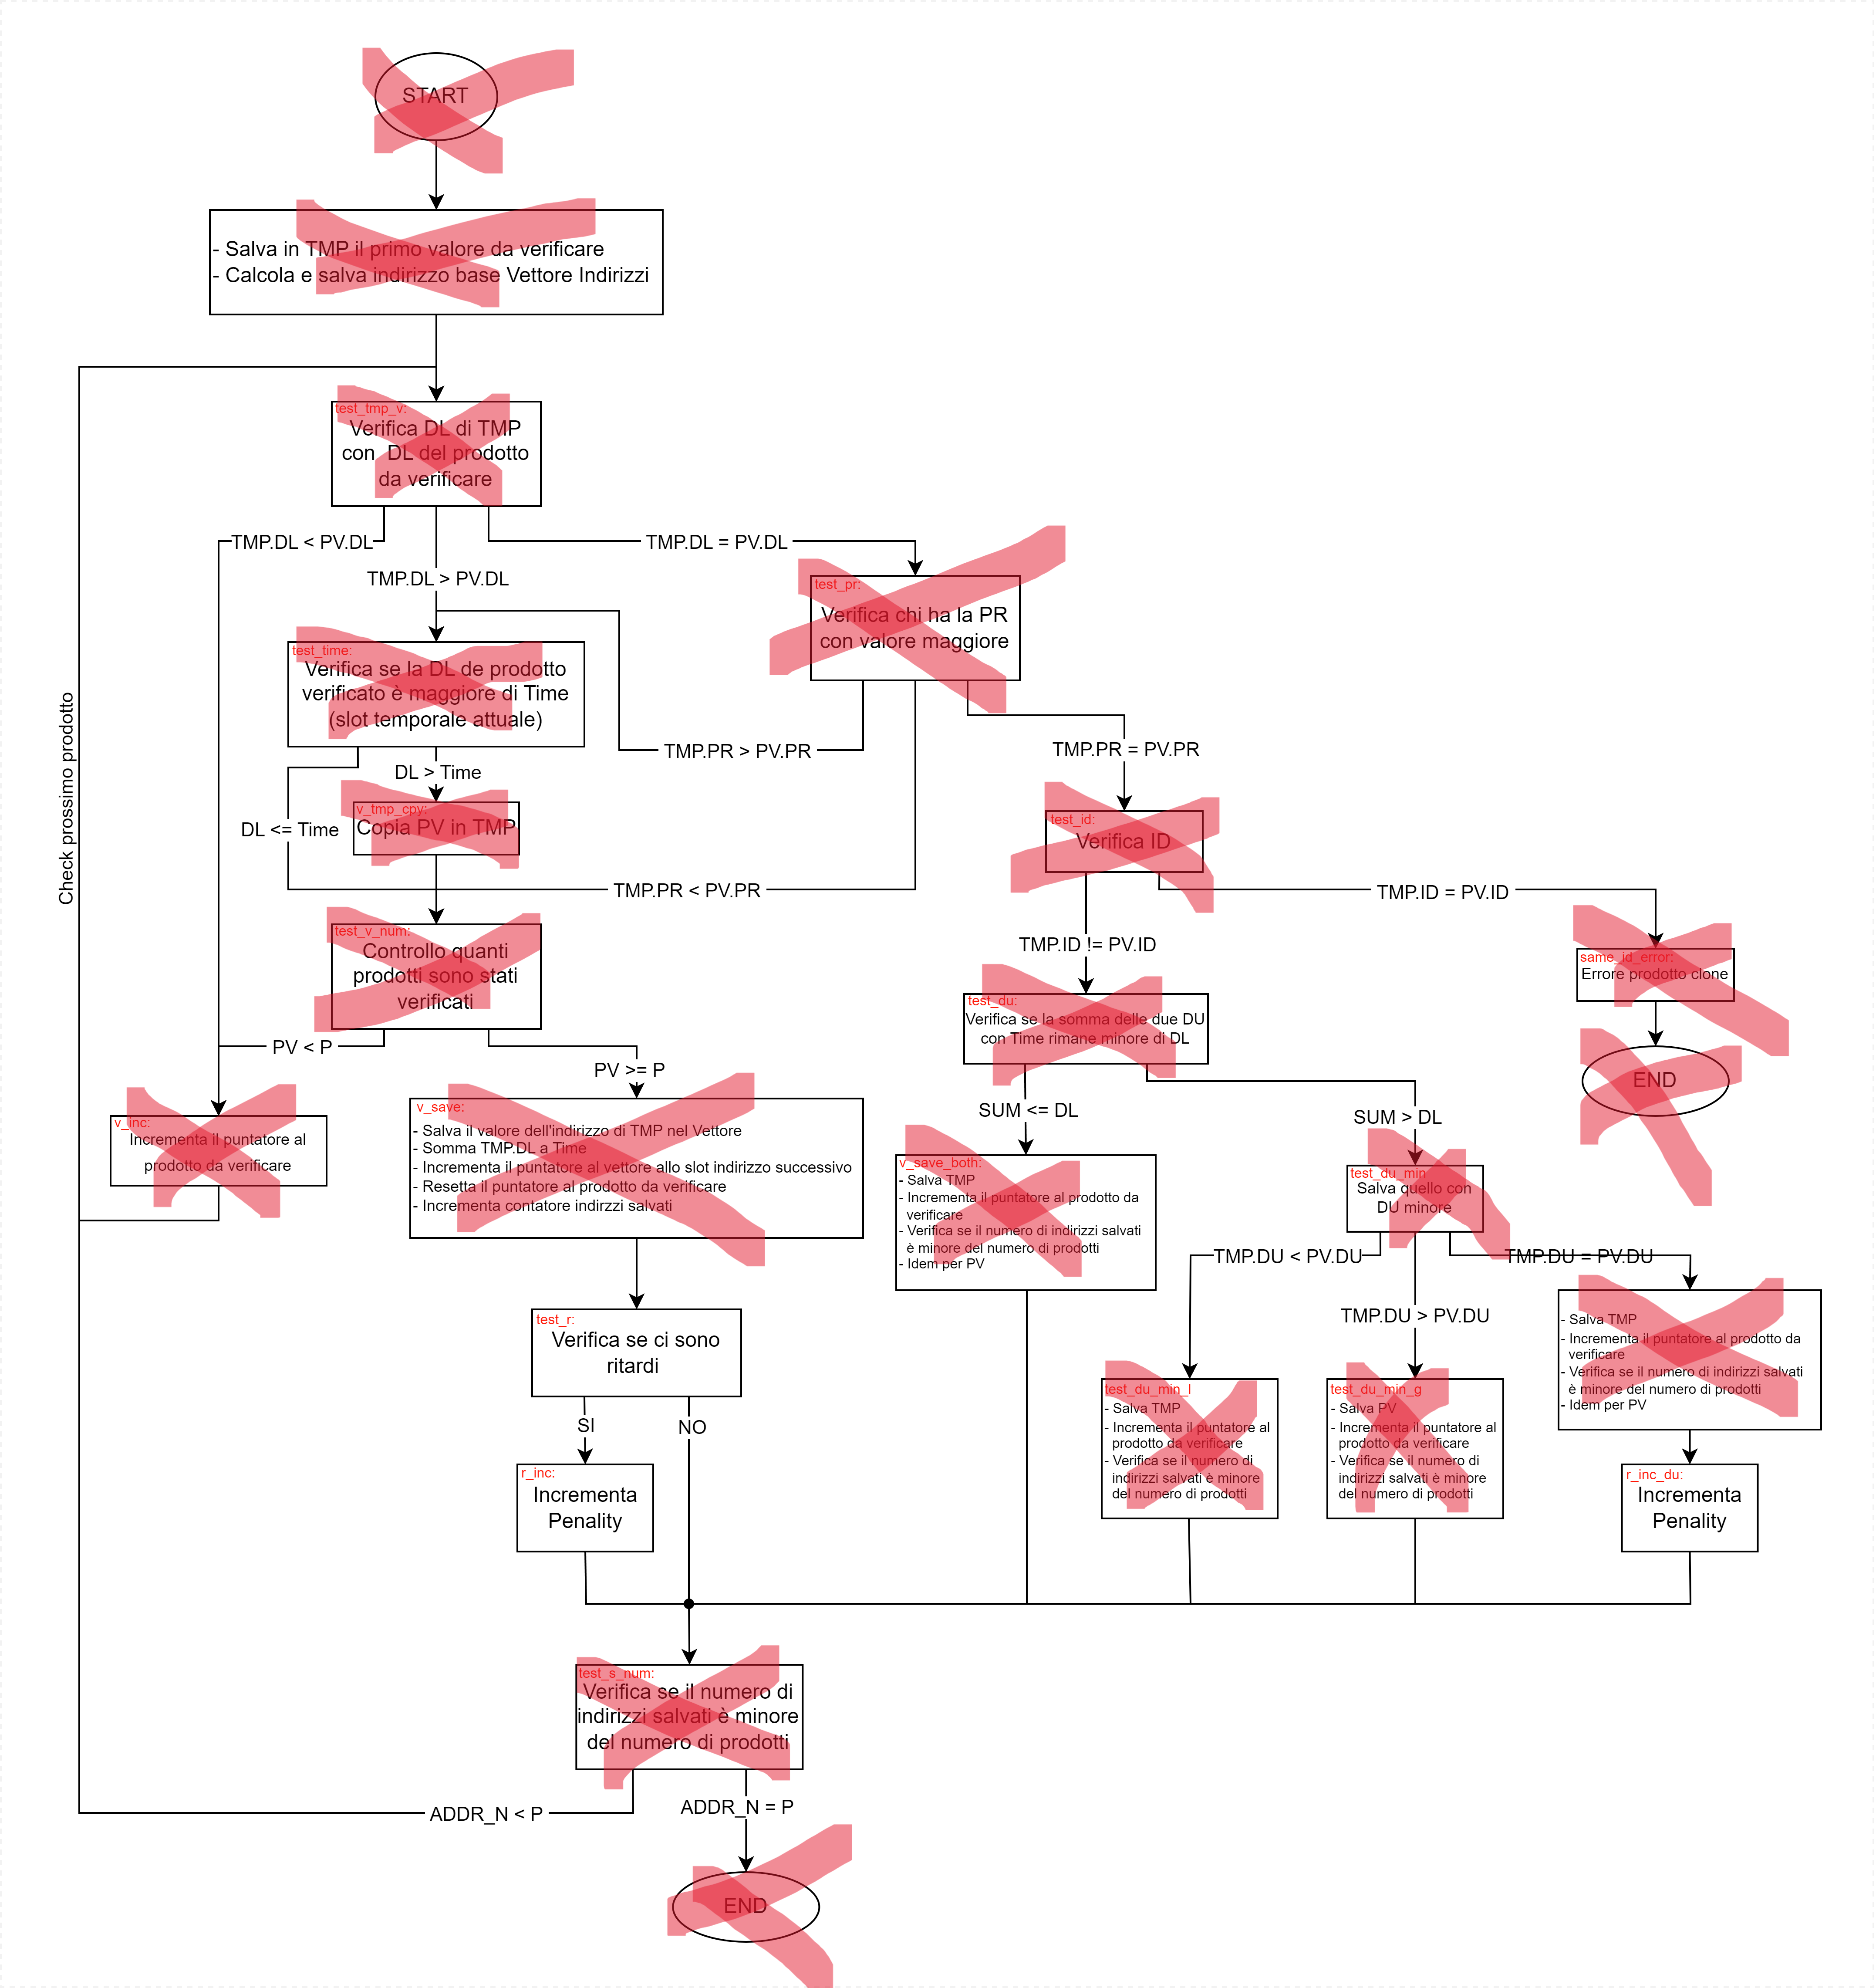 START
- Salva in TMP il primo valore da verificare
- Calcola e salva indirizzo base Vettore Indirizzi
test_tmp_v:
Verifica DL di TMP
con DL del prodotto
da verificare
TMP.DL < PV.DL
TMP.DL > PV.DL
TMP.DL = PV.DL
test_pr:
Verifica chi ha la PR
con valore maggiore
test_time:
Verifica se la DL de prodotto
verificato è maggiore di Time
(slot temporale attuale)
TMP.PR > PV.PR
TMP.PR = PV.PR
DL > Time
DL <= Time
v_tmp_cpy:
Copia PV in TMP
TMP.PR < PV.PR
test_id:
Verifica ID
TMP.ID = PV.ID
TMP.ID != PV.ID
Check prossimo prodotto
test_v_num:
Controllo quanti
prodotti sono stati
verificati
same_id_error:
Errore prodotto clone
END
test_du:
Verifica se la somma delle due DU
con Time rimane minore di DL
PV < P
PV >= P
SUM <= DL
SUM > DL
v_inc:
Incrementa il puntatore al
prodotto da verificare
v_save:
- Salva il valore dell'indirizzo di TMP nel Vettore
- Somma TMP.DL a Time
- Incrementa il puntatore al vettore allo slot indirizzo successivo
- Resetta il puntatore al prodotto da verificare
- Incrementa contatore indirzzi salvati
v_save_both:
- Salva TMP
- Incrementa il puntatore al prodotto da
verificare
- Verifica se il numero di indirizzi salvati
è minore del numero di prodotti
- Idem per PV
test_du_min
Salva quello con
DU minore
TMP.DU < PV.DU
TMP.DU > PV.DU
TMP.DU = PV.DU
- Salva TMP
- Incrementa il puntatore al prodotto da
verificare
- Verifica se il numero di indirizzi salvati
è minore del numero di prodotti
- Idem per PV
test_r:
Verifica se ci sono
ritardi
SI
NO
test_du_min_l
- Salva TMP
- Incrementa il puntatore al
prodotto da verificare
- Verifica se il numero di
indirizzi salvati è minore
del numero di prodotti
test_du_min_g
- Salva PV
- Incrementa il puntatore al
prodotto da verificare
- Verifica se il numero di
indirizzi salvati è minore
del numero di prodotti
r_inc:
Incrementa
Penality
r_inc_du:
Incrementa
Penality
test_s_num:
Verifica se il numero di
indirizzi salvati è minore
del numero di prodotti
ADDR_N < P
ADDR_N = P
END